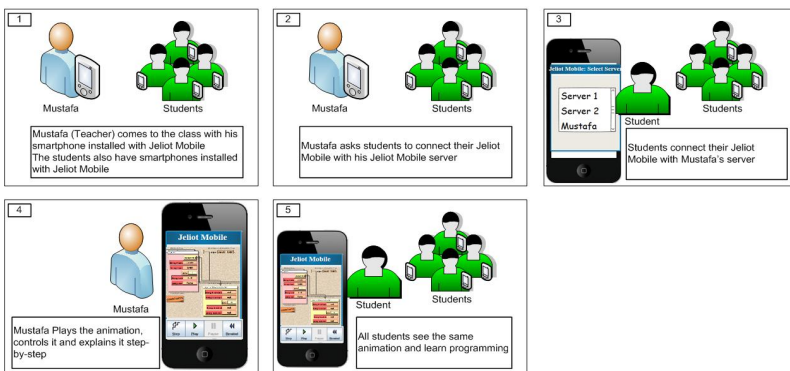 1
Mustafa
Students
Mustafa (Teacher) comes to the class with his
smartphone installed with Jeliot Mobile
The students also have smartphones installed
with Jeliot Mobile
2
Mustafa
Students
Mustafa asks students to connect their Jeliot
Mobile with his Jeliot Mobile server
3
Jeliot Mobile: Select Server
Server 1
Server 2
Mustafa
Student
Students
Students connect their Jeliot
Mobile with Mustafa's server
4
Jeliot Mobile
Mustafa
Mustafa Plays the animation,
controls it and explains it step-
by-step
5
Jeliot Mobile
Student
Students
All students see the same
animation and learn programming